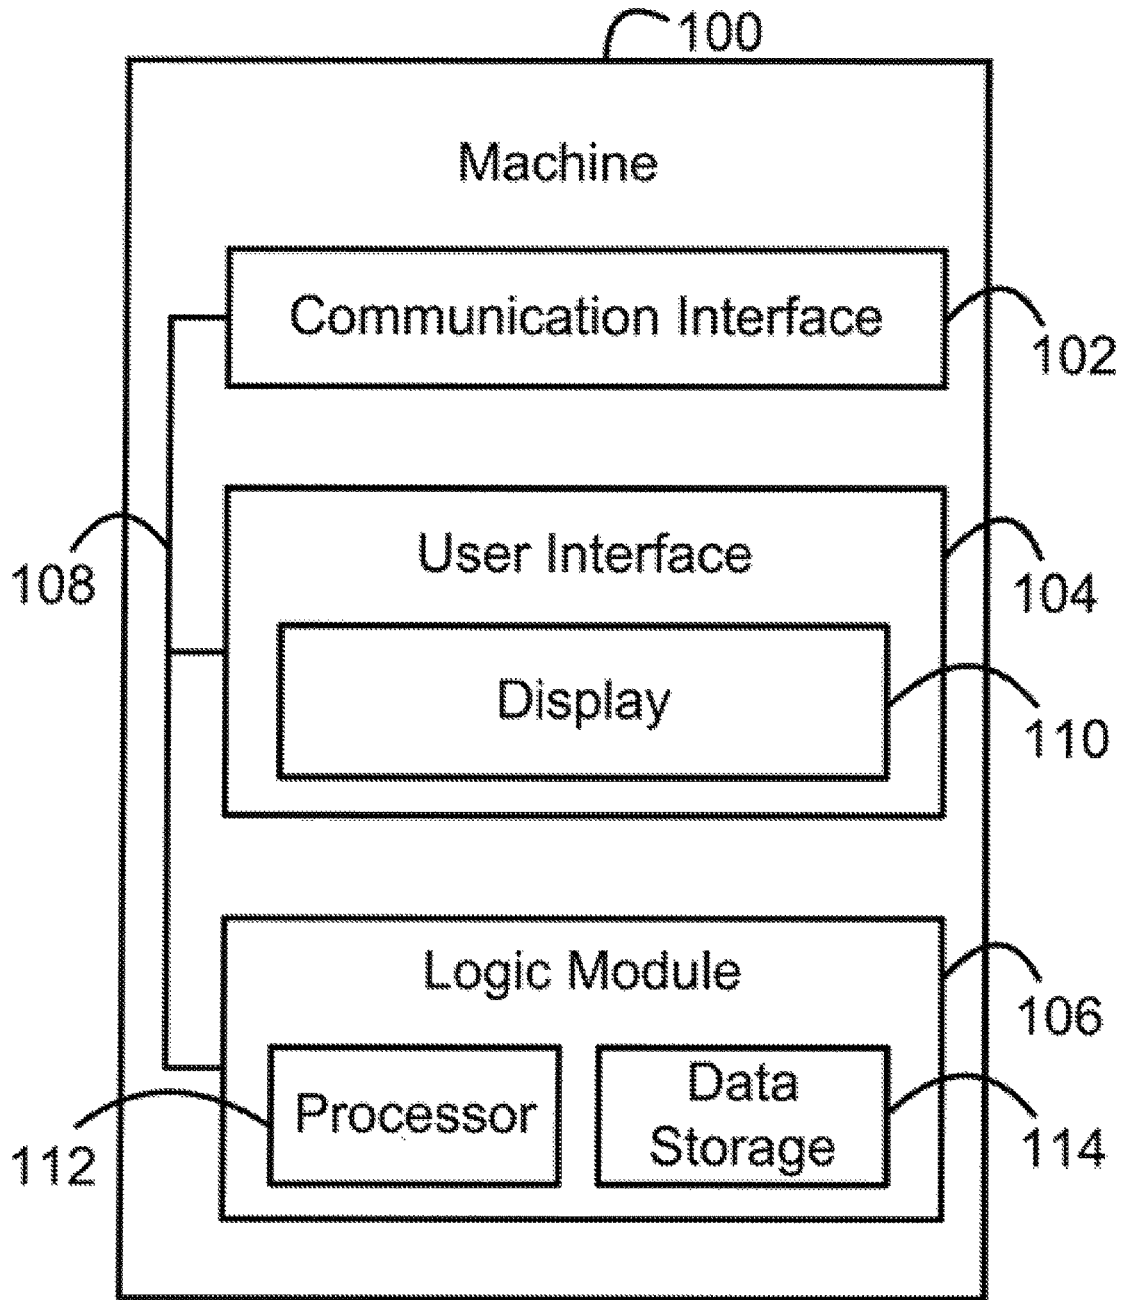 100
Machine
Communication Interface
102
User Interface
104
108
Display
110
Logic Module
106
Processor
Data
Storage
112
114